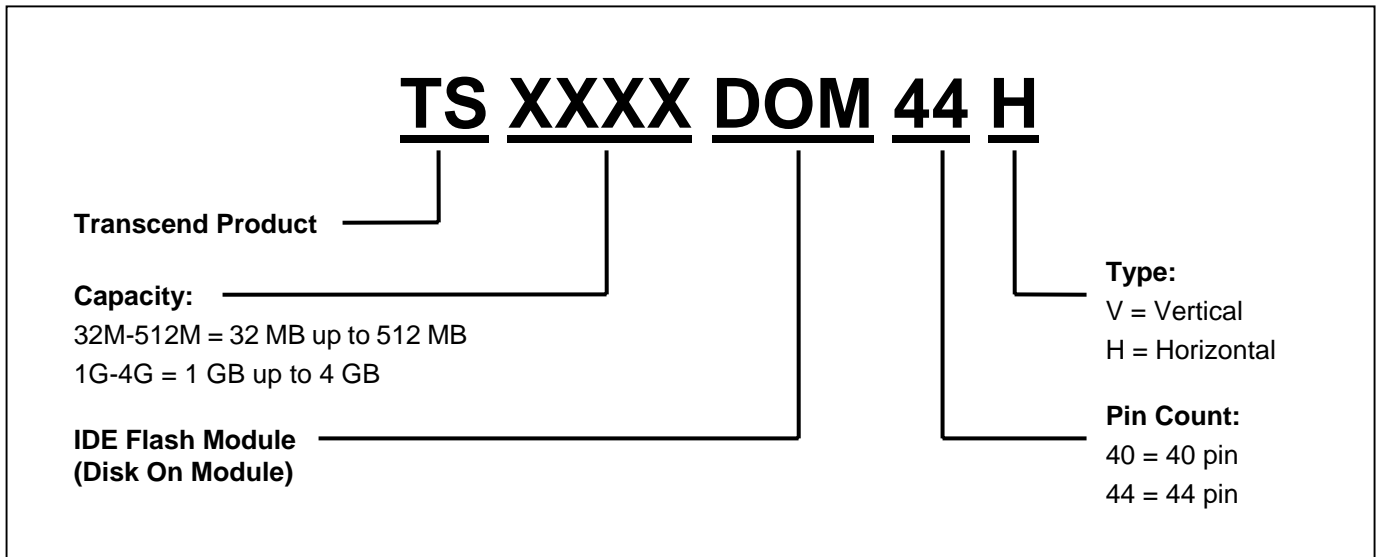 TS XXXX DOM 44 H
Transcend Product
Capacity:
32M-512M = 32 MB up to 512 MB
1G-4G = 1 GB up to 4 GB
IDE Flash Module
(Disk On Module)
Type:
V = Vertical
H = Horizontal
Pin Count:
40 = 40 pin
44 = 44 pin